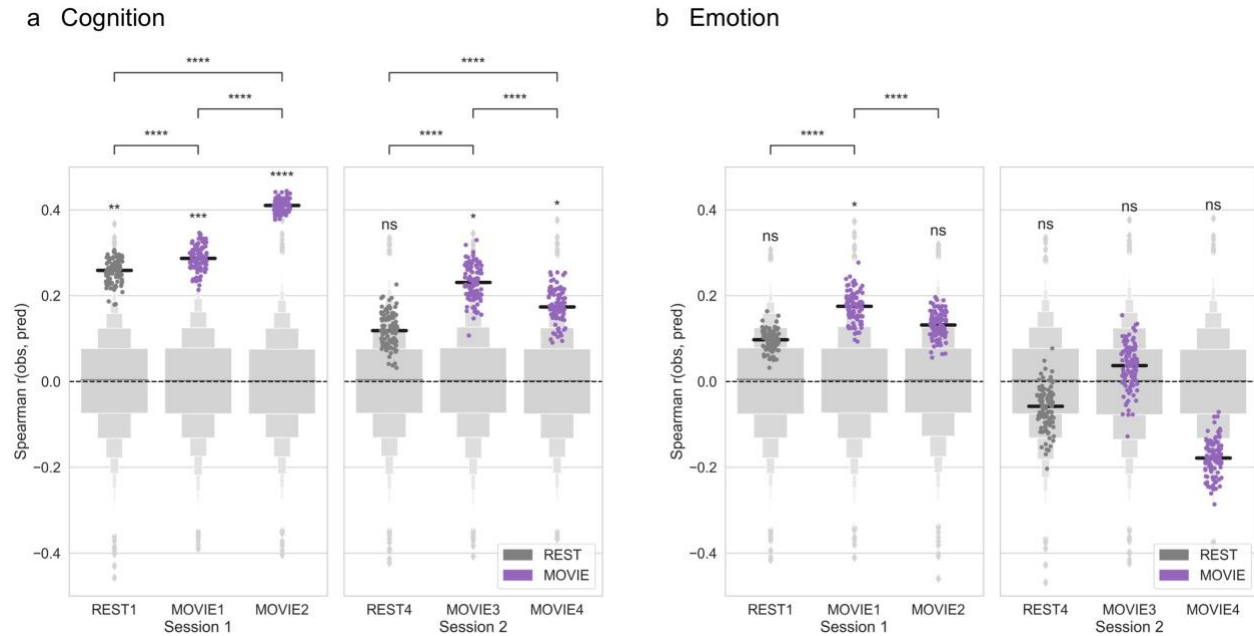 a Cognition
b Emotion
**** ****
**** **** ****
**** **** ****
Spearman r(obs, pred)
0.4
0.2
0.0
−0.2
−0.4
** *** ****
ns * *
REST
MOVIE
REST1 MOVIE1 MOVIE2
Session 1
REST4 MOVIE3 MOVIE4
Session 2
Spearman r(obs, pred)
0.4
0.2
0.0
−0.2
−0.4
ns * ns
ns ns ns
REST
MOVIE
REST1 MOVIE1 MOVIE2
Session 1
REST4 MOVIE3 MOVIE4
Session 2